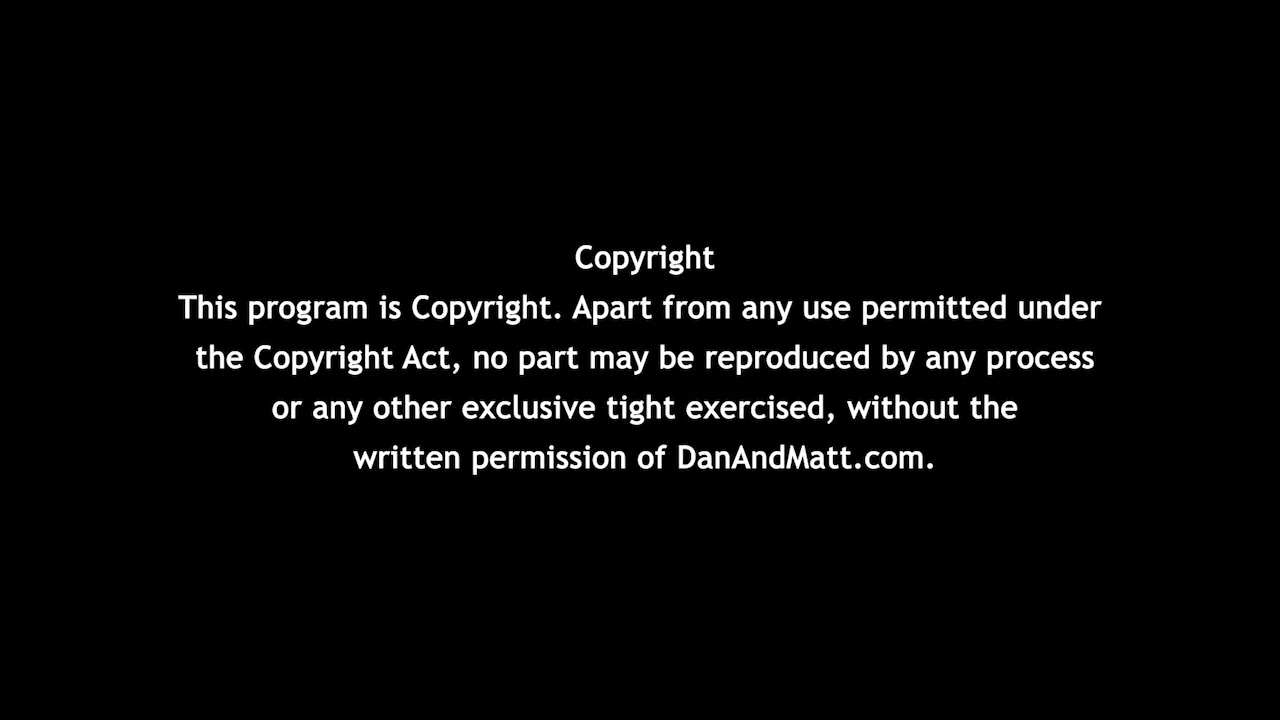 Copyright
This program is Copyright. Apart from any use permitted under
the Copyright Act, no part may be reproduced by any process
or any other exclusive tight exercised, without the
written permission of DanAndMatt.com.